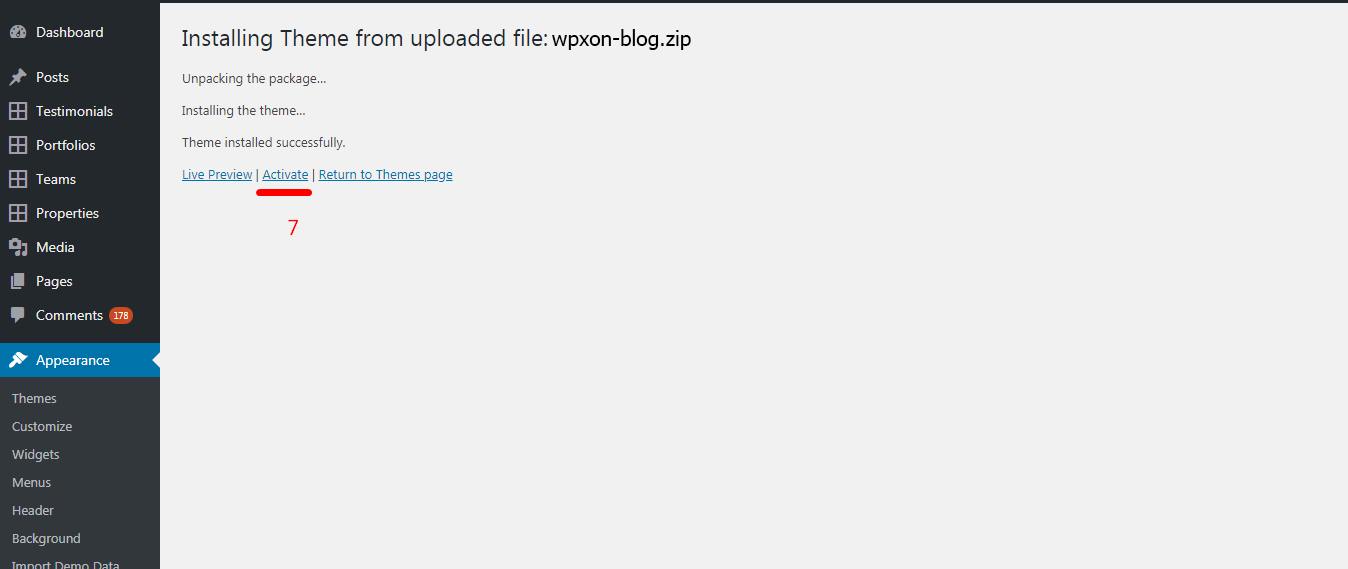 Dashboard
Posts
Testimonials
Portfolios
Teams
Properties
Media
Pages
Comments 178
Appearance
Themes
Customize
Widgets
Menus
Header
Background
Import Demo Data
Installing Theme from uploaded file: wpxon-blog.zip
Unpacking the package...
Installing the theme...
Theme installed successfully.
Live Preview | Activate | Return to Themes page
7